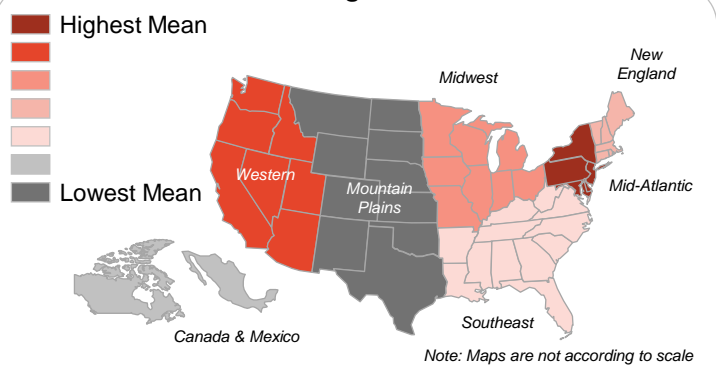 Highest Mean
New
England
Midwest
Western
Mountain
Plains
Mid-Atlantic
Lowest Mean
Southeast
Canada & Mexico
Note: Maps are not according to scale